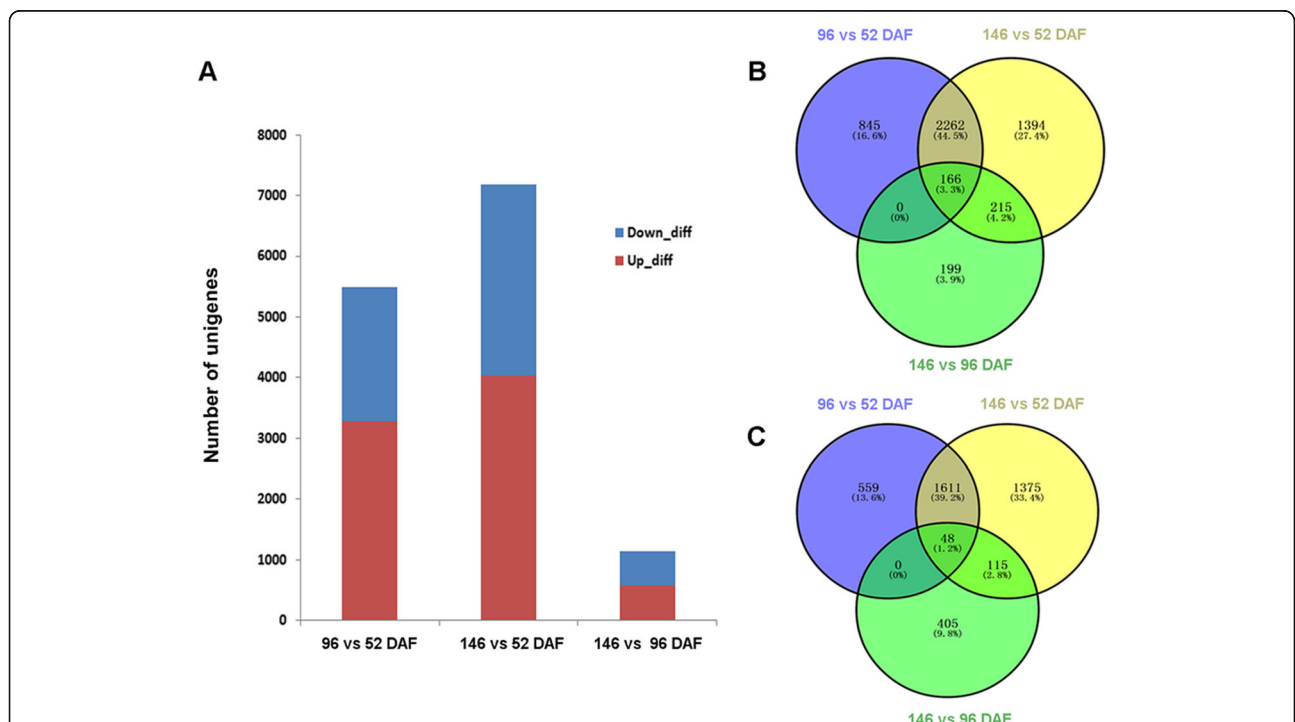 A
8000
7000
6000
5000
4000
3000
2000
1000
0
Number of unigenes
Down_diff
Up_diff
96 vs 52 DAF
146 vs 52 DAF
146 vs 96 DAF
B
96 vs 52 DAF
146 vs 52 DAF
845
(16.6%)
2262
(44.5%)
1394
(27.4%)
166
(3.3%)
0
(0%)
215
(4.2%)
199
(3.9%)
146 vs 96 DAF
C
96 vs 52 DAF
146 vs 52 DAF
559
(13.6%)
1611
(39.2%)
1375
(33.4%)
48
(1.2%)
0
(0%)
115
(2.8%)
405
(9.8%)
146 vs 96 DAF